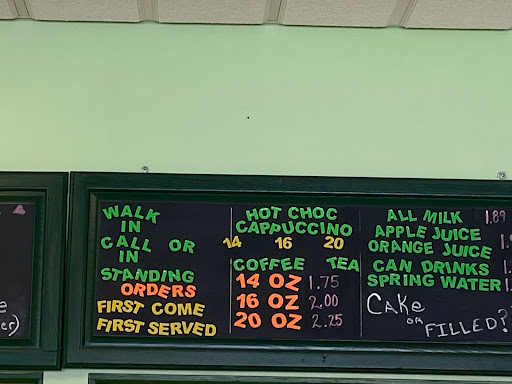 WALK
IN
CALL OR
IN
STANDING
ORDERS
FIRST COME
FIRST SERVED
HOT CHOC
CAPPUCCINO
14 16 20
COFFEE TEA
14 OZ 1.75
16 OZ 2.00
20 OZ 2.25
ALL MILK 1.89
APPLE JUICE
ORANGE JUICE
CAN DRINKS
SPRING WATER
Cake
or FILLED?